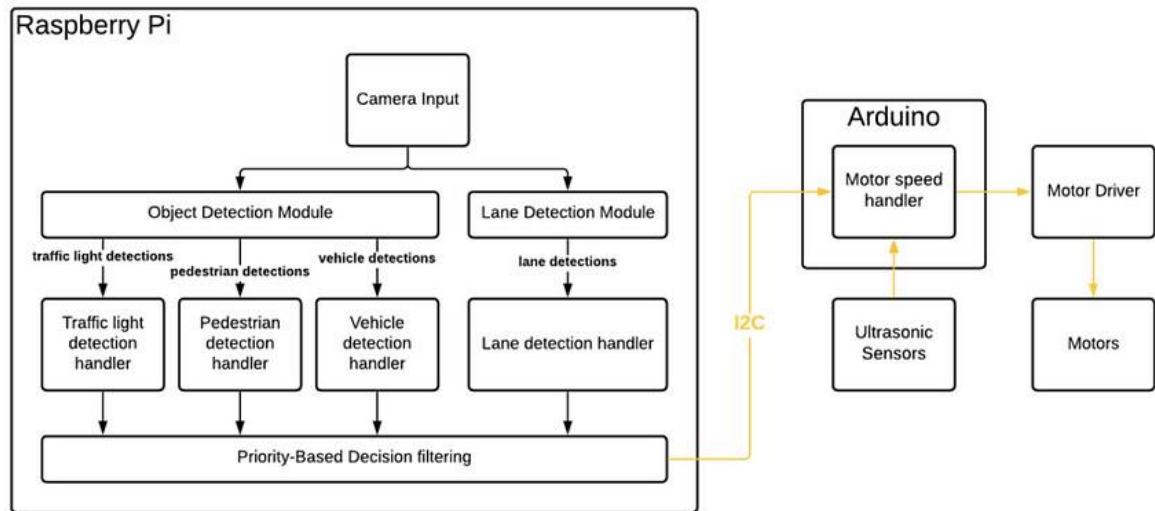 Raspberry Pi
Camera Input
Object Detection Module
Lane Detection Module
traffic light detections
pedestrian detections
vehicle detections
lane detections
Traffic light
detection
handler
Pedestrian
detection
handler
Vehicle
detection
handler
Lane detection handler
Priority-Based Decision filtering
I2C
Arduino
Motor speed
handler
Motor Driver
Ultrasonic
Sensors
Motors